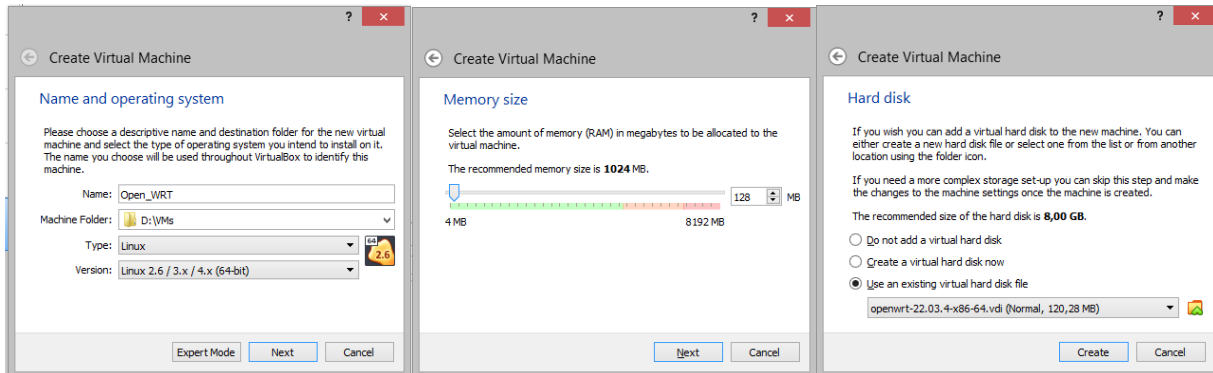 ? ×
Create Virtual Machine
Name and operating system
Please choose a descriptive name and destination folder for the new virtual
machine and select the type of operating system you intend to install on it.
The name you choose will be used throughout VirtualBox to identify this
machine.
Name: Open_WRT
Machine Folder: D:\VMs
Type: Linux
64
2.6
Version: Linux 2.6 / 3.x / 4.x (64-bit)
Expert Mode Next Cancel
? ×
Create Virtual Machine
Memory size
Select the amount of memory (RAM) in megabytes to be allocated to the
virtual machine.
The recommended memory size is 1024 MB.
128 MB
4 MB 8192 MB
Next Cancel
? ×
Create Virtual Machine
Hard disk
If you wish you can add a virtual hard disk to the new machine. You can
either create a new hard disk file or select one from the list or from another
location using the folder icon.
If you need a more complex storage set-up you can skip this step and make
the changes to the machine settings once the machine is created.
The recommended size of the hard disk is 8,00 GB.
Do not add a virtual hard disk
Create a virtual hard disk now
Use an existing virtual hard disk file
openwrt-22.03.4-x86-64.vdi (Normal, 120,28 MB)
Create Cancel